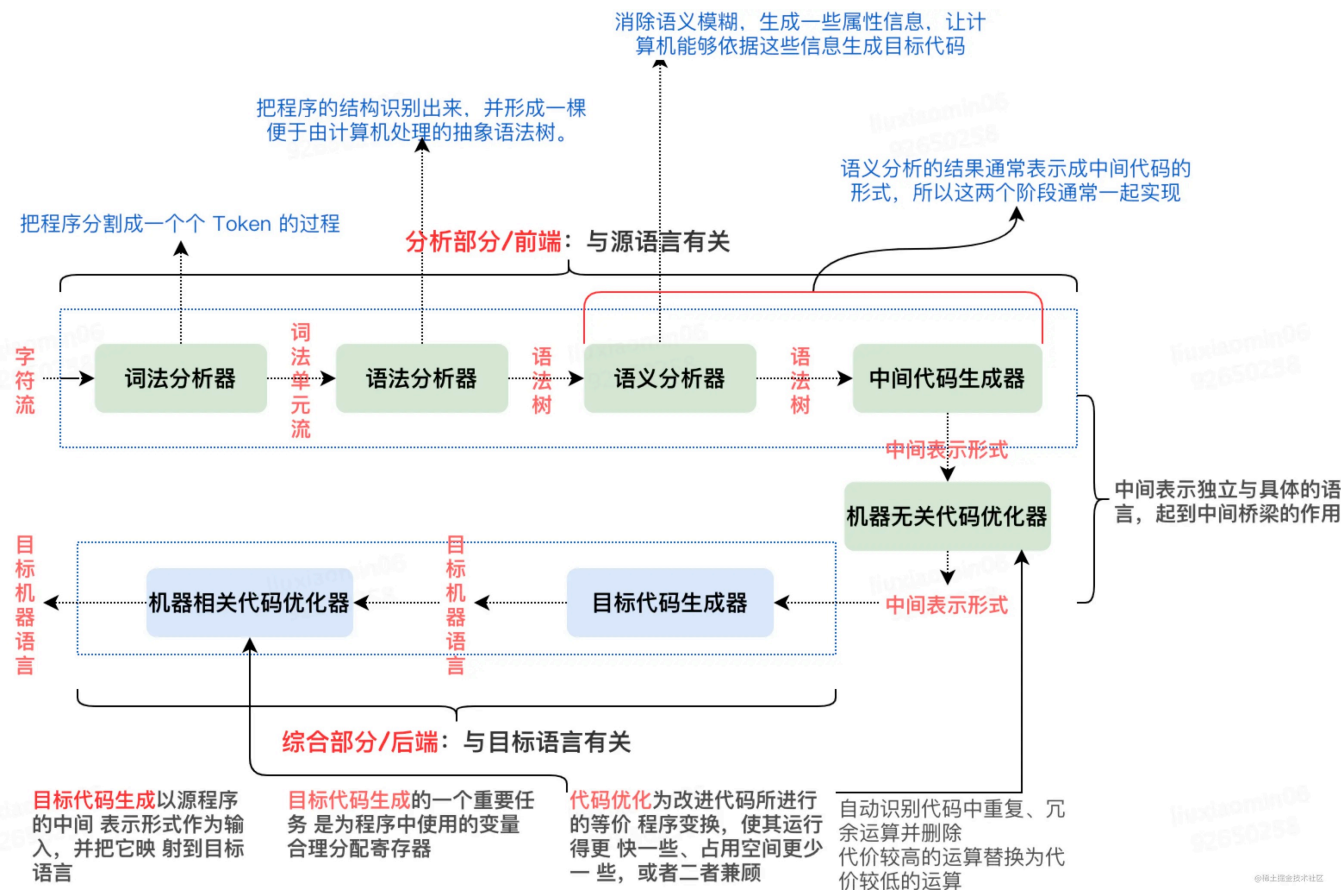 消除语义模糊，生成一些属性信息，让计
算机能够依据这些信息生成目标代码
把程序的结构识别出来，并形成一棵
便于由计算机处理的抽象语法树。
语义分析的结果通常表示成中间代码的
形式，所以这两个阶段通常一起实现
把程序分割成一个个 Token 的过程
分析部分/前端：与源语言有关
字符流
词法分析器
词法单元流
语法分析器
语法树
语义分析器
语法树
中间代码生成器
中间表示形式
机器无关代码优化器
中间表示独立与具体的语
言，起到中间桥梁的作用
中间表示形式
目标代码生成器
目标机器语言
机器相关代码优化器
目标机器语言
综合部分/后端：与目标语言有关
目标代码生成以源程序
的中间 表示形式作为输
入，并把它映 射到目标
语言
目标代码生成的一个重要任
务 是为程序中使用的变量
合理分配寄存器
代码优化为改进代码所进行
的等价 程序变换，使其运行
得更 快一些、占用空间更少
一 些，或者二者兼顾
自动识别代码中重复、冗
余运算并删除
代价较高的运算替换为代
价较低的运算
liuxiaomin06
92650258
@稀土掘金技术社区